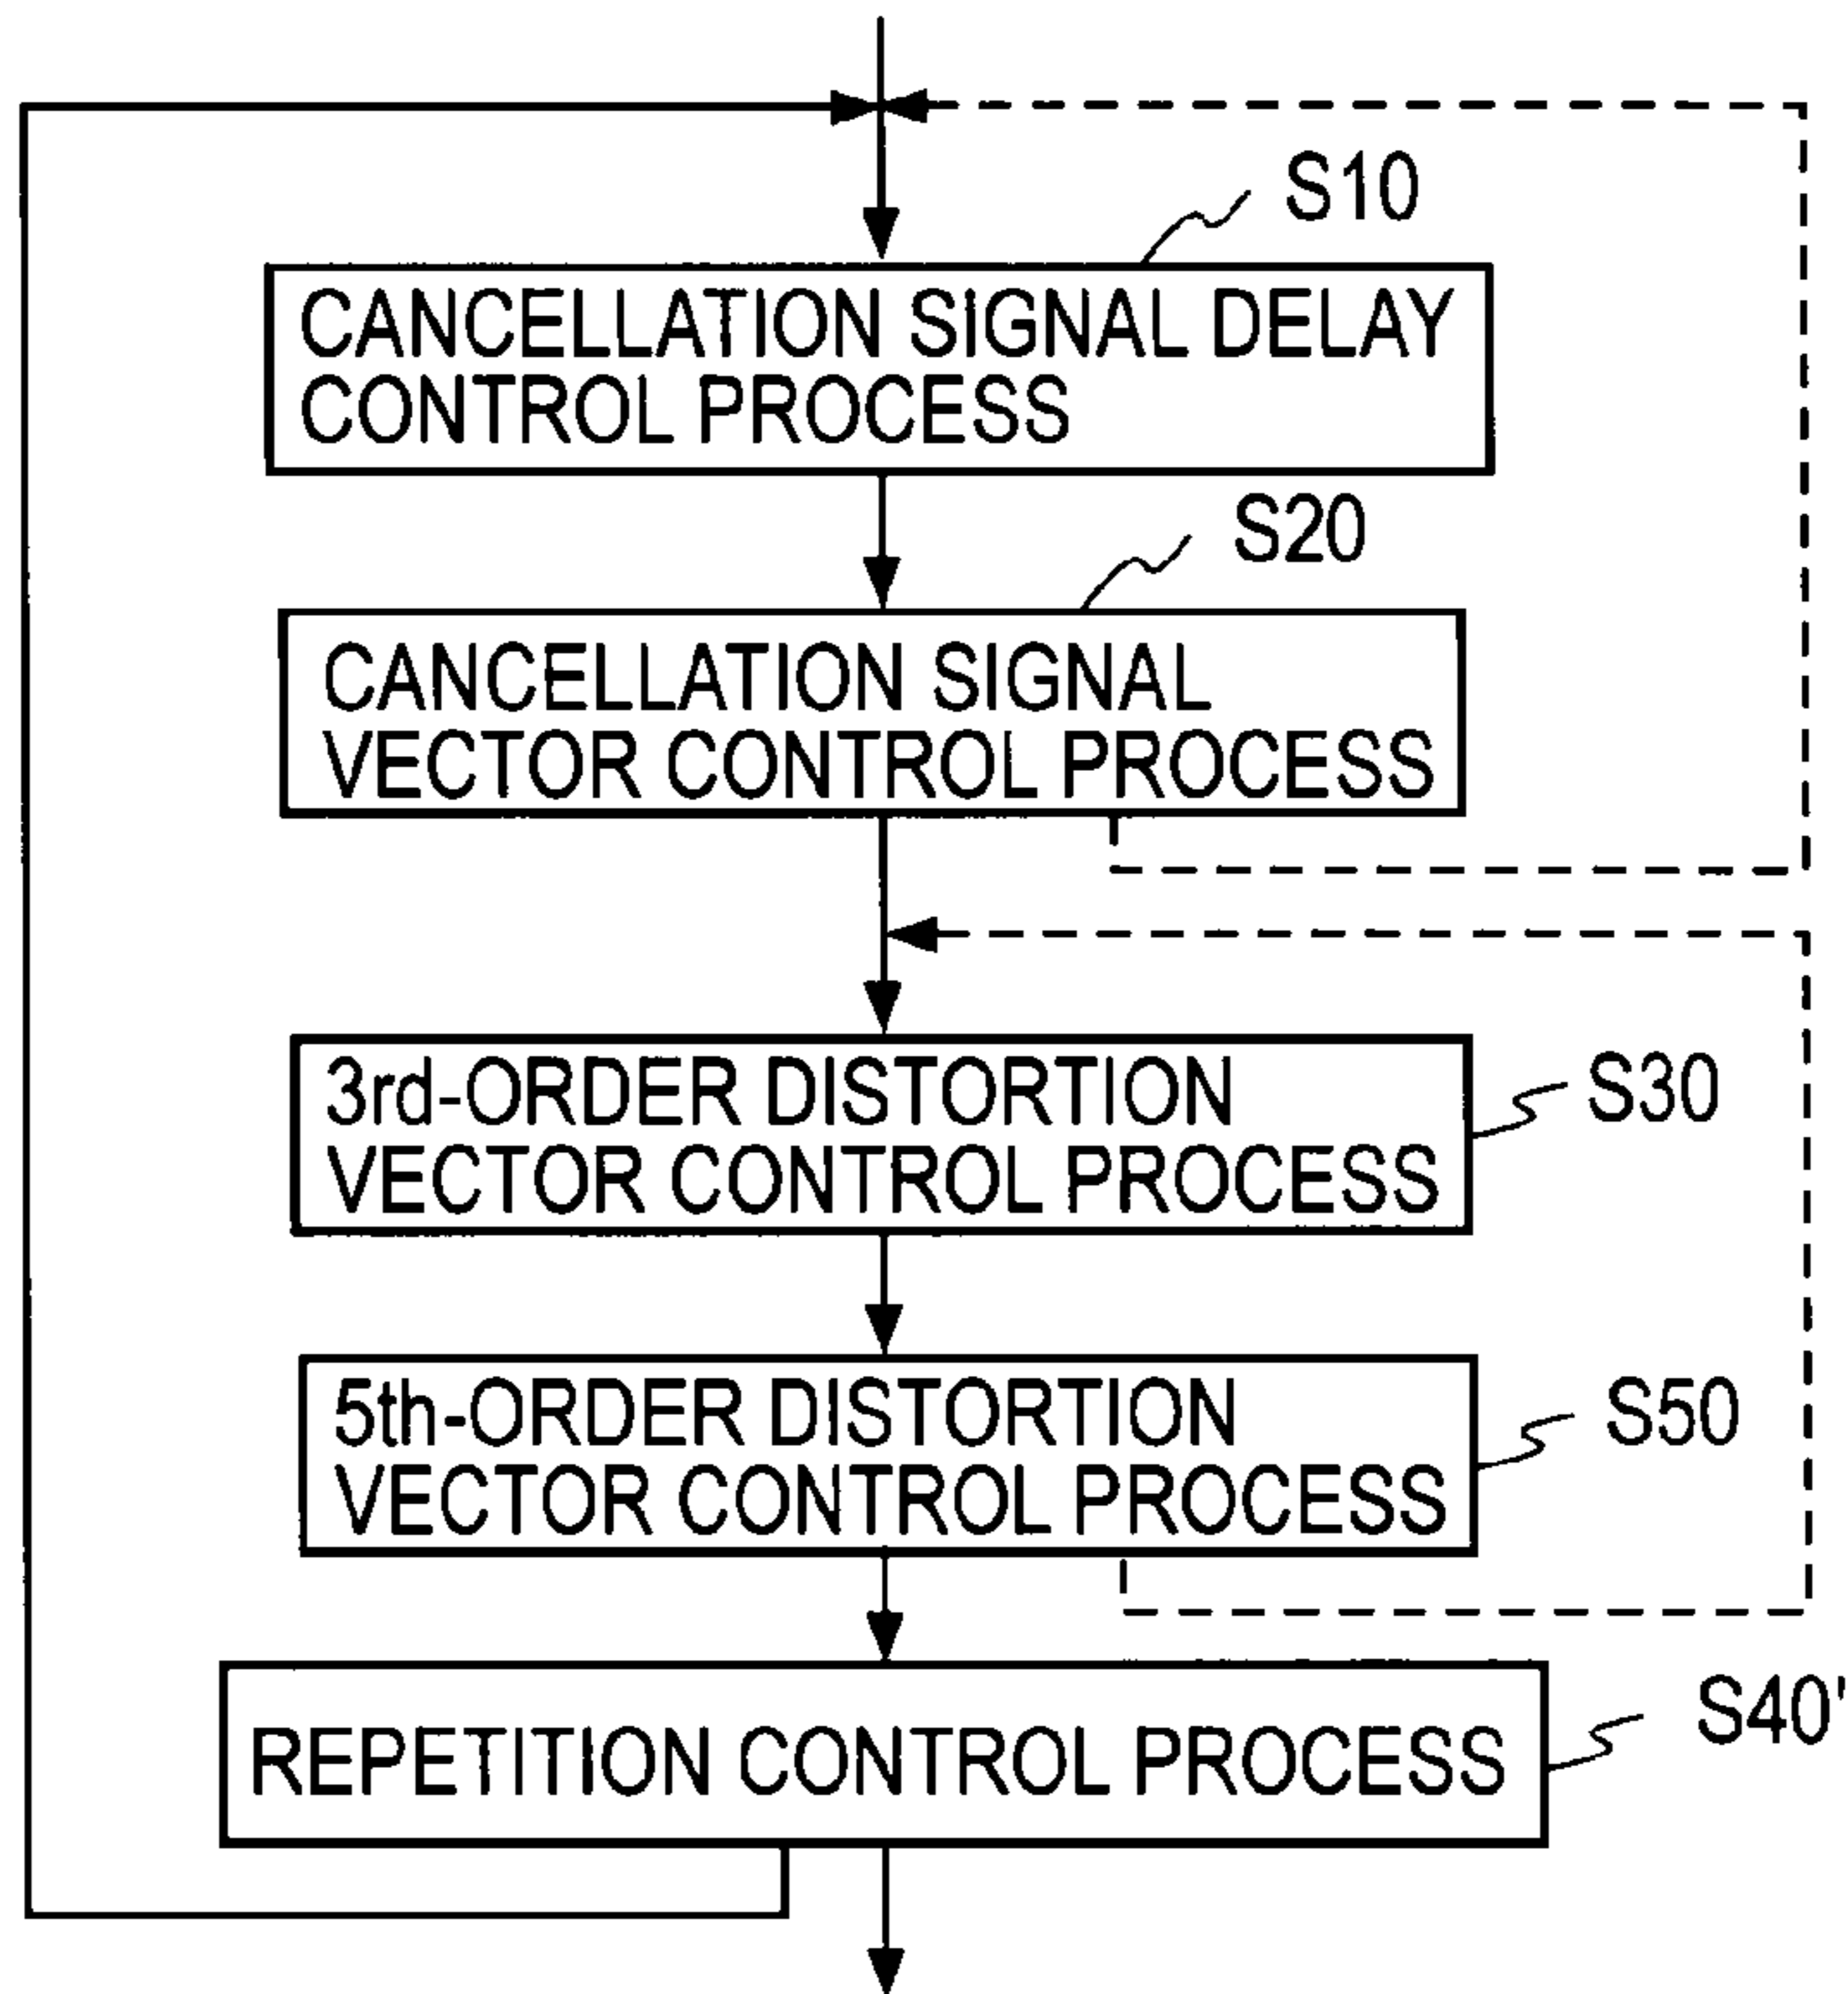 S10
CANCELLATION SIGNAL DELAY
CONTROL PROCESS
S20
CANCELLATION SIGNAL
VECTOR CONTROL PROCESS
3rd-ORDER DISTORTION
VECTOR CONTROL PROCESS
S30
5th-ORDER DISTORTION
VECTOR CONTROL PROCESS
S50
REPETITION CONTROL PROCESS
S40'